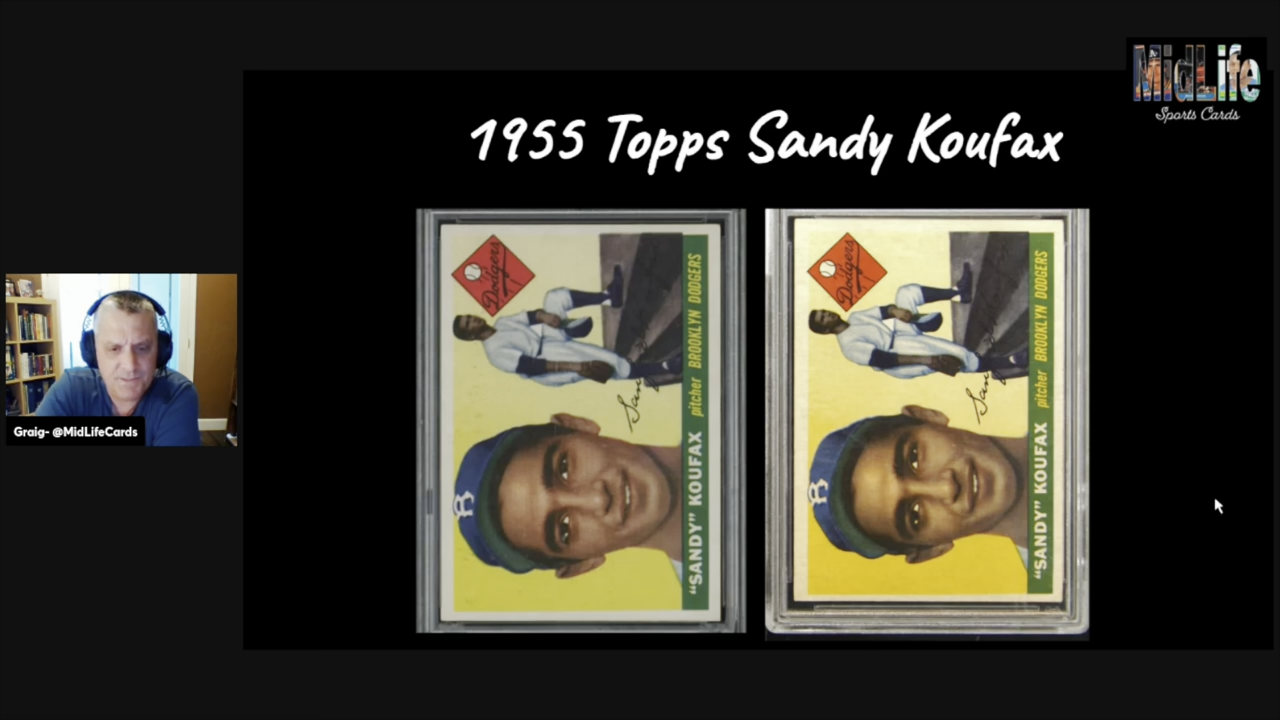 MidLife
Sports Cards
1955 Topps Sandy Koufax
Dodgers
pitcher BROOKLYN DODGERS
"SANDY" KOUFAX
B
Dodgers
pitcher BROOKLYN DODGERS
"SANDY" KOUFAX
B
Graig- @MidLifeCards